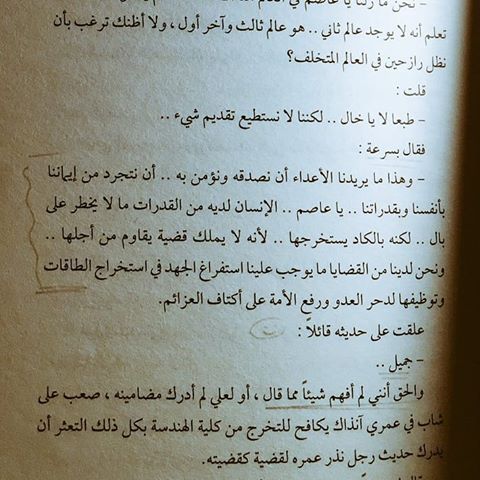 – نحن ما زلنا يا عاصم في العالم
تعلم أنه لا يوجد عالم ثاني .. هو عالم ثالث وآخر أول ، ولا أظنك ترغب بأن
نظل رازحين في العالم المتخلف؟
قلت :
– طبعا لا يا خال .. لكننا لا نستطيع تقديم شيء ..
فقال بسرعة :
– وهذا ما يريدنا الأعداء أن نصدقه ونؤمن به .. أن نتجرد من إيماننا
بأنفسنا وبقدراتنا .. يا عاصم .. الإنسان لديه من القدرات ما لا يخطر على
بال .. لكنه بالكاد يستخرجها .. لأنه لا يملك قضية يقاوم من أجلها ..
ونحن لدينا من القضايا ما يوجب علينا استفراغ الجهد في استخراج الطاقات
وتوظيفها لدحر العدو ورفع الأمة على أكتاف العزائم.
علقت على حديثه قائلاً :
– جميل ..
والحق أنني لم أفهم شيئاً مما قال ، أو لعلي لم أدرك مضامينه ، صعب على
شاب في عمري آنذاك يكافح للتخرج من كلية الهندسة بكل ذلك التعثر أن
يدرك حديث رجل نذر عمره لقضية كقضيته.